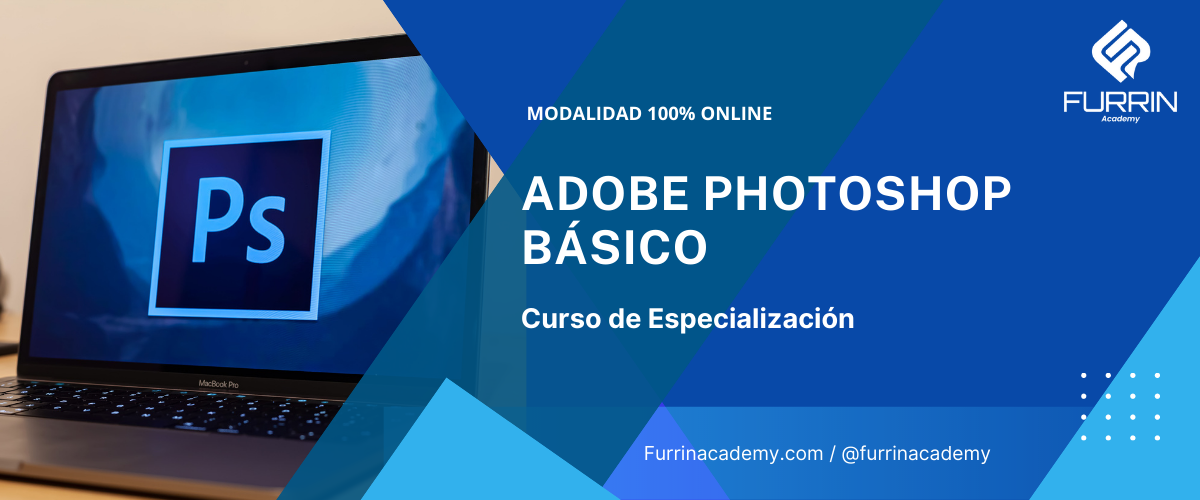 Ps
MacBook Pro
MODALIDAD 100% ONLINE
FURRIN
Academy
ADOBE PHOTOSHOP
BÁSICO
Curso de Especialización
Furrinacademy.com / @furrinacademy